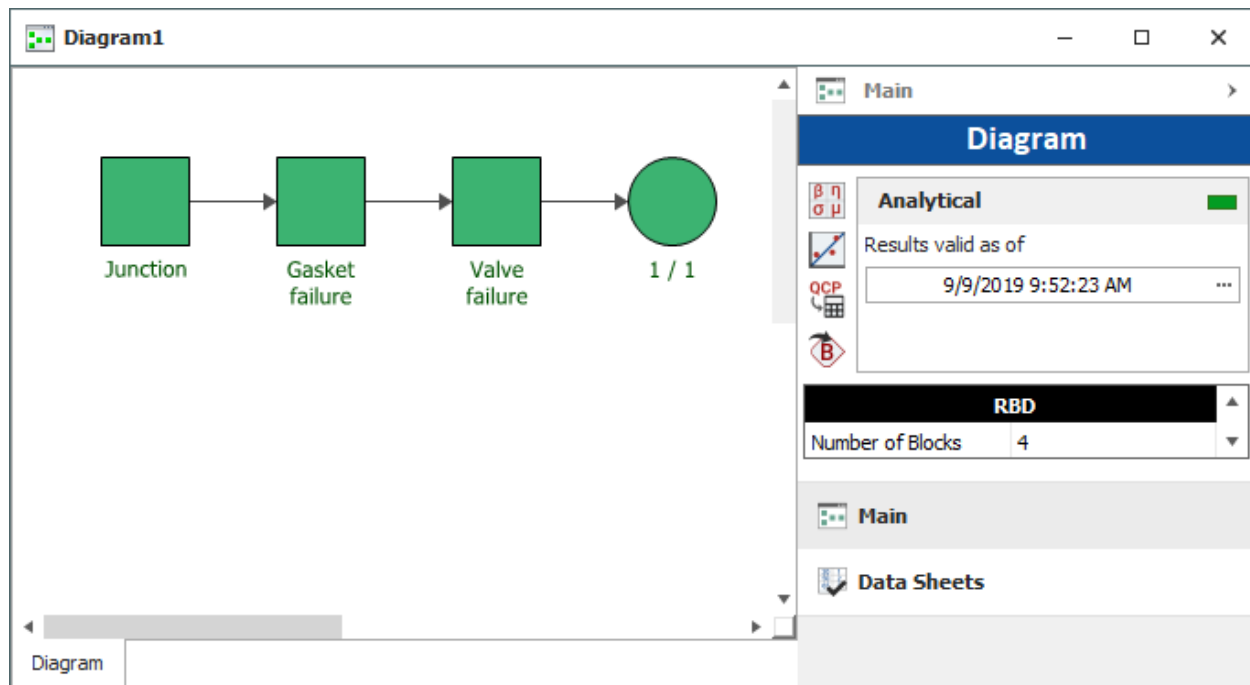 Diagram1
Main
Diagram
Junction
Gasket
failure
Valve
failure
1 / 1
β η
σ μ
Analytical
Results valid as of
QCP
9/9/2019 9:52:23 AM
...
B
RBD
Number of Blocks 4
Main
Data Sheets
Diagram